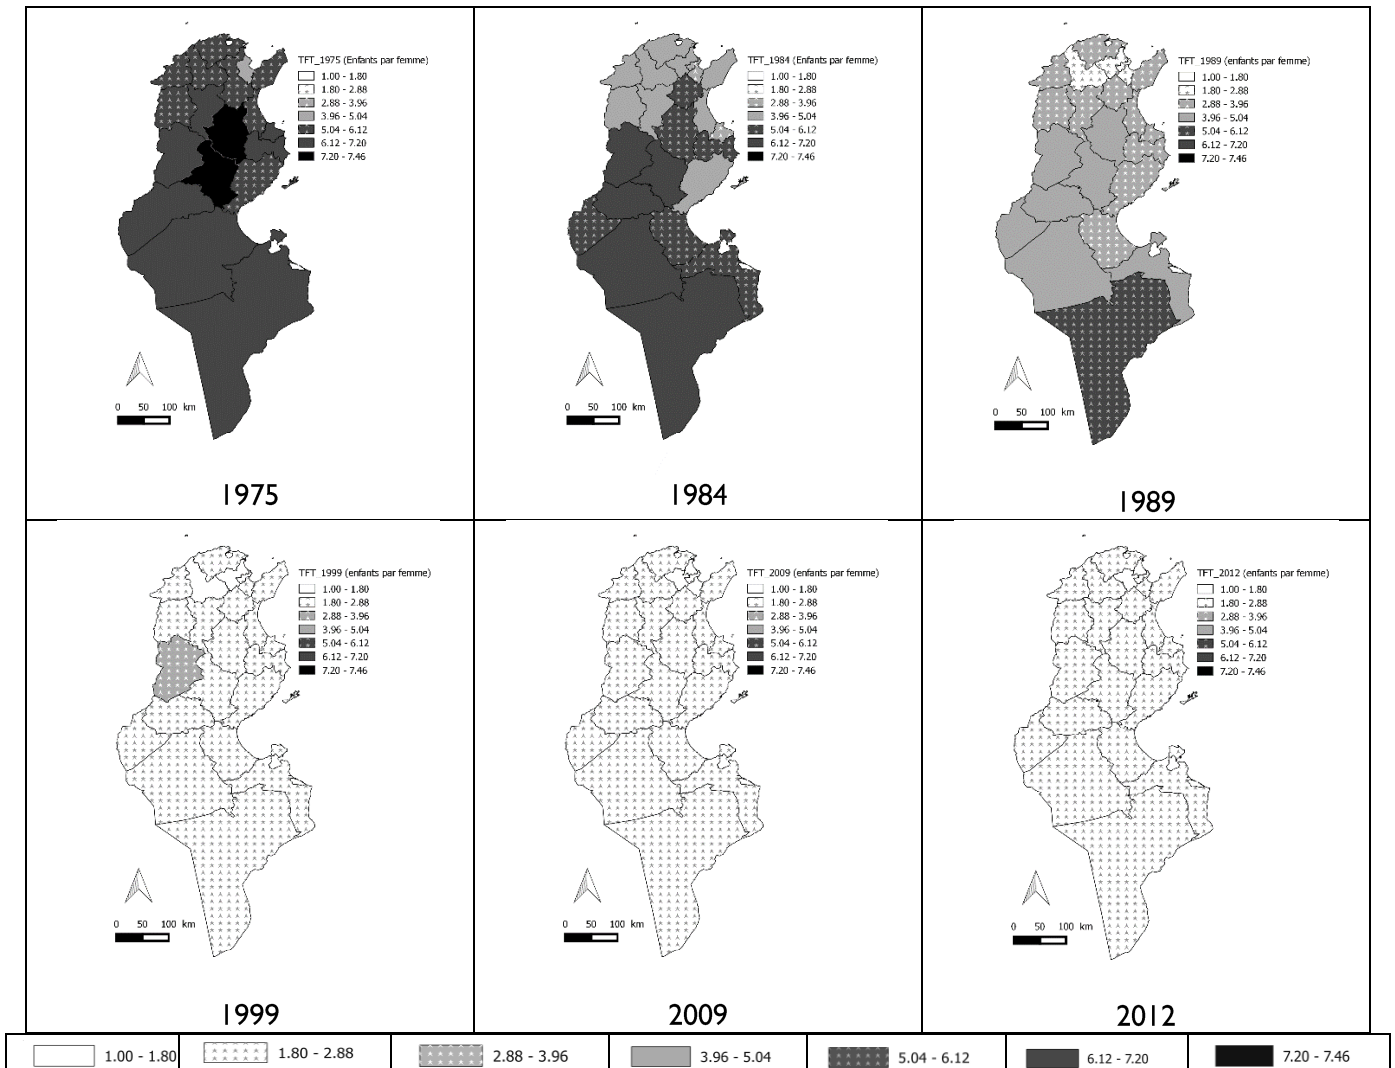 TFT_1975 (Enfants par femme)
1.00 - 1.80
1.80 - 2.88
2.88 - 3.96
3.96 - 5.04
5.04 - 6.12
6.12 - 7.20
7.20 - 7.46
0 50 100 km
1975
TFT_1984 (Enfants par femme)
1.00 - 1.80
1.80 - 2.88
2.88 - 3.96
3.96 - 5.04
5.04 - 6.12
6.12 - 7.20
7.20 - 7.46
0 50 100 km
1984
TFT_1989 (enfants par femme)
1.00 - 1.80
1.80 - 2.88
2.88 - 3.96
3.96 - 5.04
5.04 - 6.12
6.12 - 7.20
7.20 - 7.46
0 50 100 km
1989
TFT_1999 (enfants par femme)
1.00 - 1.80
1.80 - 2.88
2.88 - 3.96
3.96 - 5.04
5.04 - 6.12
6.12 - 7.20
7.20 - 7.46
0 50 100 km
1999
TFT_2009 (enfants par femme)
1.00 - 1.80
1.80 - 2.88
2.88 - 3.96
3.96 - 5.04
5.04 - 6.12
6.12 - 7.20
7.20 - 7.46
0 50 100 km
2009
TFT_2012 (enfants par femme)
1.00 - 1.80
1.80 - 2.88
2.88 - 3.96
3.96 - 5.04
5.04 - 6.12
6.12 - 7.20
7.20 - 7.46
0 50 100 km
2012
1.00 - 1.80 1.80 - 2.88 2.88 - 3.96 3.96 - 5.04 5.04 - 6.12 6.12 - 7.20 7.20 - 7.46